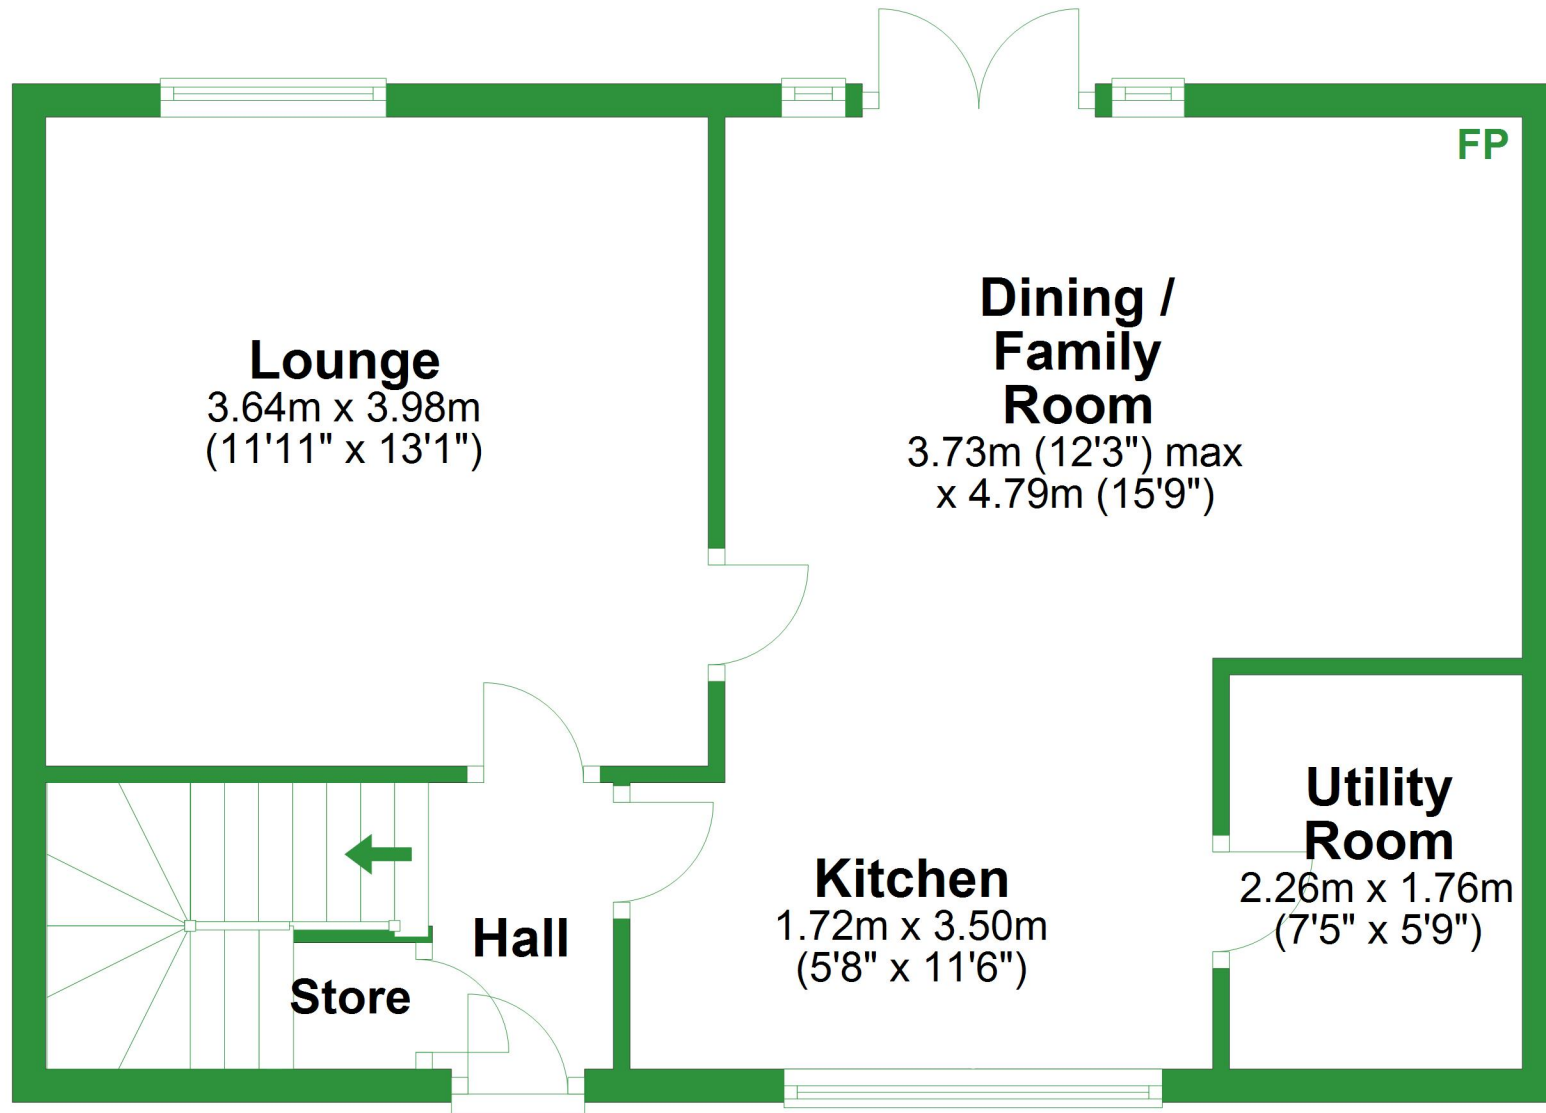 FP
Lounge
3.64m x 3.98m
(11'11" x 13'1")
Dining /
Family
Room
3.73m (12'3") max
x 4.79m (15'9")
Utility
Room
2.26m x 1.76m
(7'5" x 5'9")
Kitchen
1.72m x 3.50m
(5'8" x 11'6")
Hall
Store